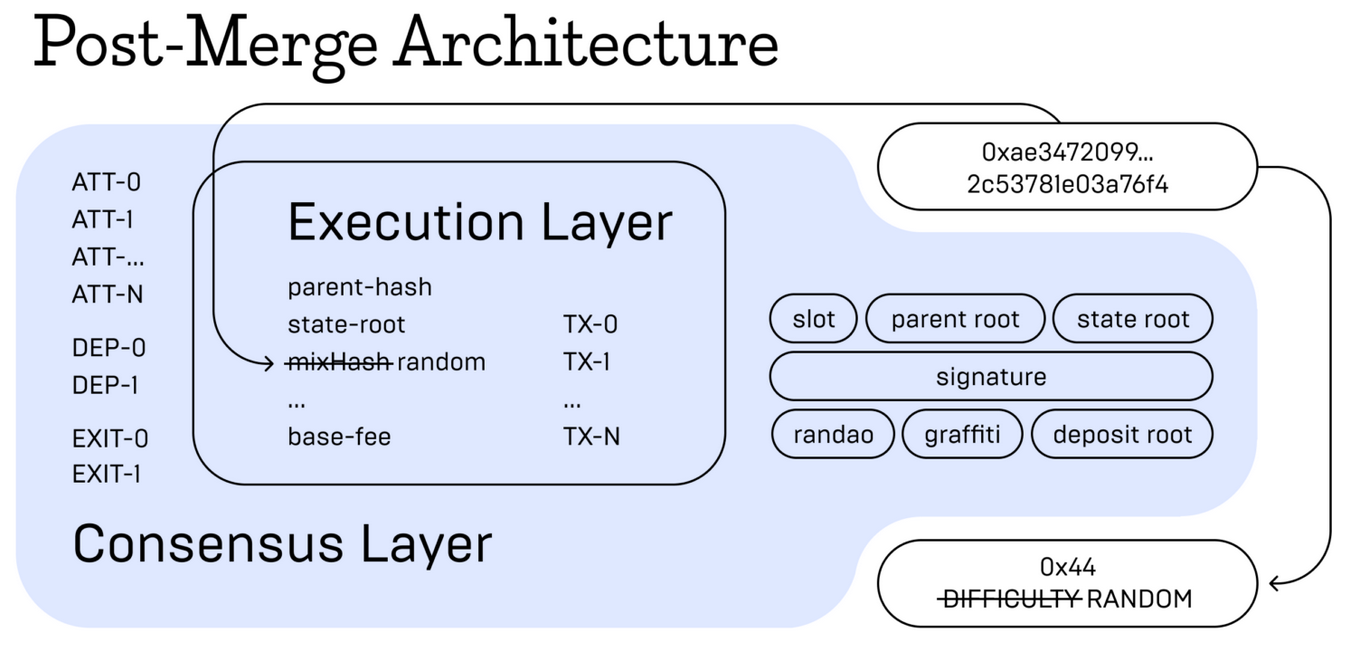 Post-Merge Architecture
0xae3472099...
2c53781e03a76f4
ATT-0
ATT-1
ATT-...
ATT-N
DEP-0
DEP-1
EXIT-0
EXIT-1
Execution Layer
parent-hash
state-root
mixHash random
...
base-fee
TX-0
TX-1
...
TX-N
slot
parent root
state root
signature
randao
graffiti
deposit root
Consensus Layer
0x44
DIFFICULTY RANDOM